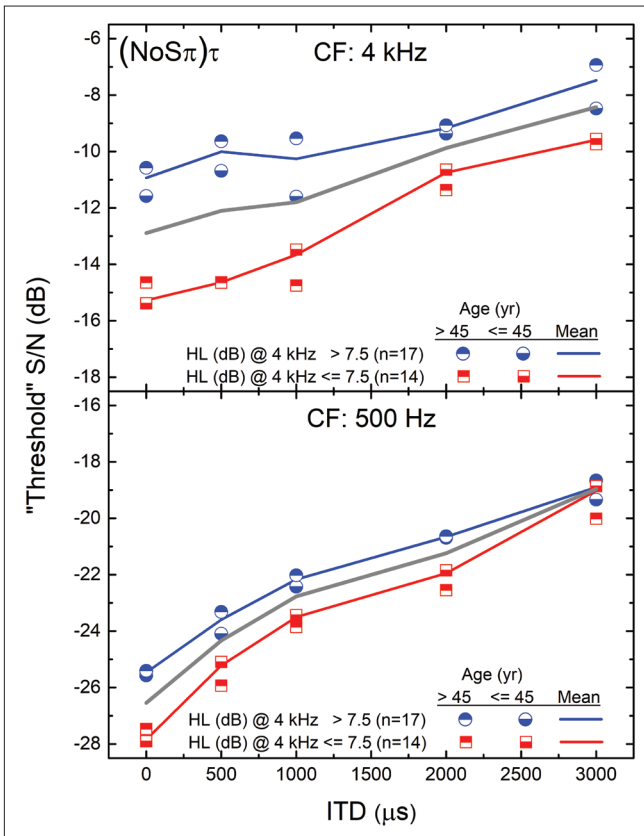 (NoSπ)τ CF: 4 kHz
-6
-8
-10
-12
-14
-16
-18
Age (yr)
> 45 <= 45 Mean
HL (dB) @ 4 kHz > 7.5 (n=17)
HL (dB) @ 4 kHz <= 7.5 (n=14)
"Threshold" S/N (dB)
CF: 500 Hz
-16
-18
-20
-22
-24
-26
-28
Age (yr)
> 45 <= 45 Mean
HL (dB) @ 4 kHz > 7.5 (n=17)
HL (dB) @ 4 kHz <= 7.5 (n=14)
0 500 1000 1500 2000 2500 3000
ITD (μs)